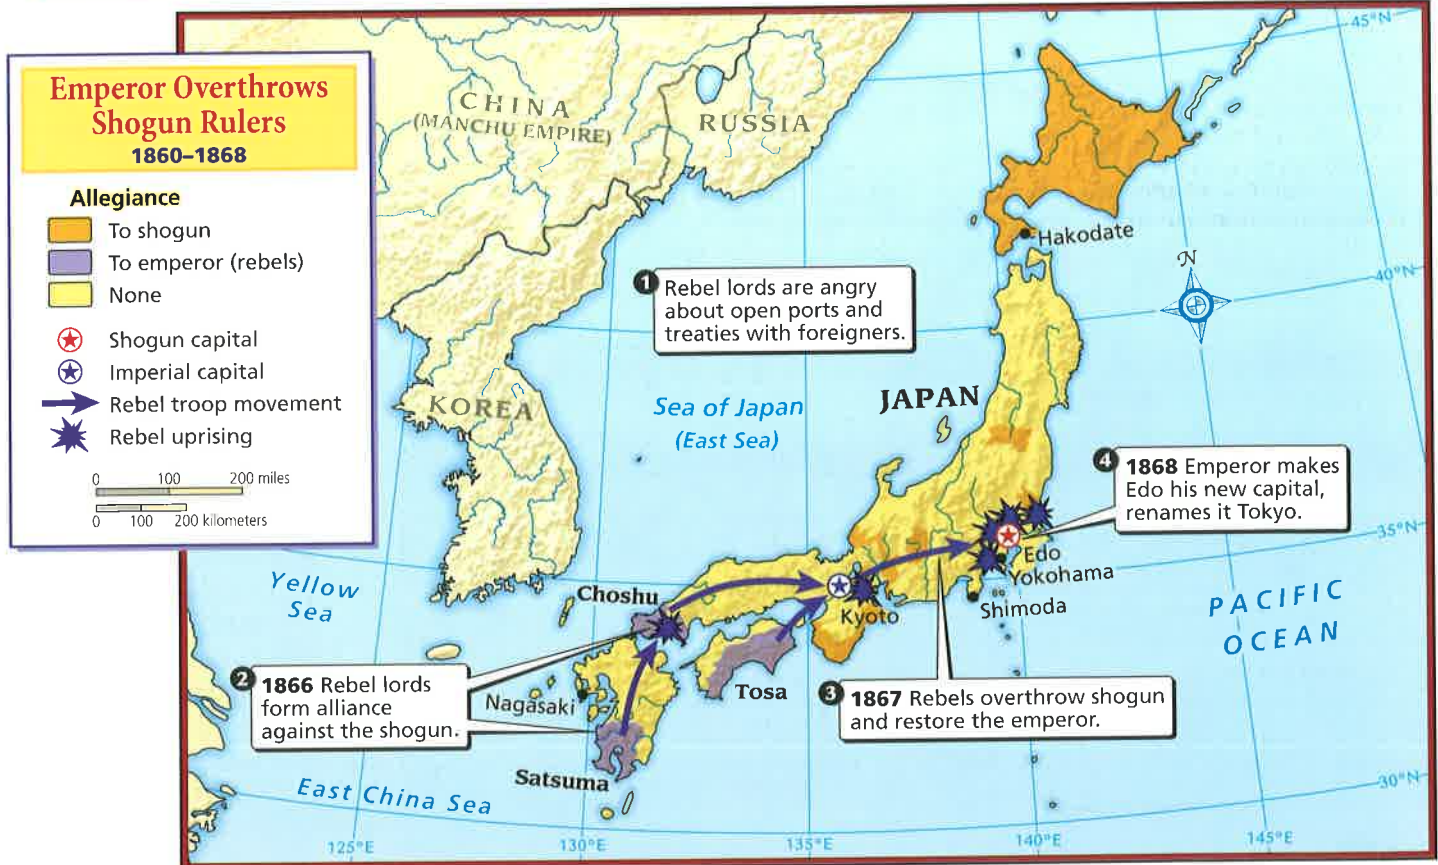 Emperor Overthrows
Shogun Rulers
1860–1868
Allegiance
To shogun
To emperor (rebels)
None
Shogun capital
Imperial capital
Rebel troop movement
Rebel uprising
0 100 200 miles
0 100 200 kilometers
CHINA
(MANCHU EMPIRE)
RUSSIA
45°N
Hakodate
N
40°N
1 Rebel lords are angry
about open ports and
treaties with foreigners.
KOREA
Sea of Japan
(East Sea)
JAPAN
4 1868 Emperor makes
Edo his new capital,
renames it Tokyo.
35°N
Edo
Yokohama
Shimoda
Kyoto
Choshu
Yellow
Sea
PACIFIC
OCEAN
2 1866 Rebel lords
form alliance
against the shogun.
Nagasaki
Tosa
3 1867 Rebels overthrow shogun
and restore the emperor.
Satsuma
East China Sea
30°N
125°E
130°E
135°E
140°E
145°E